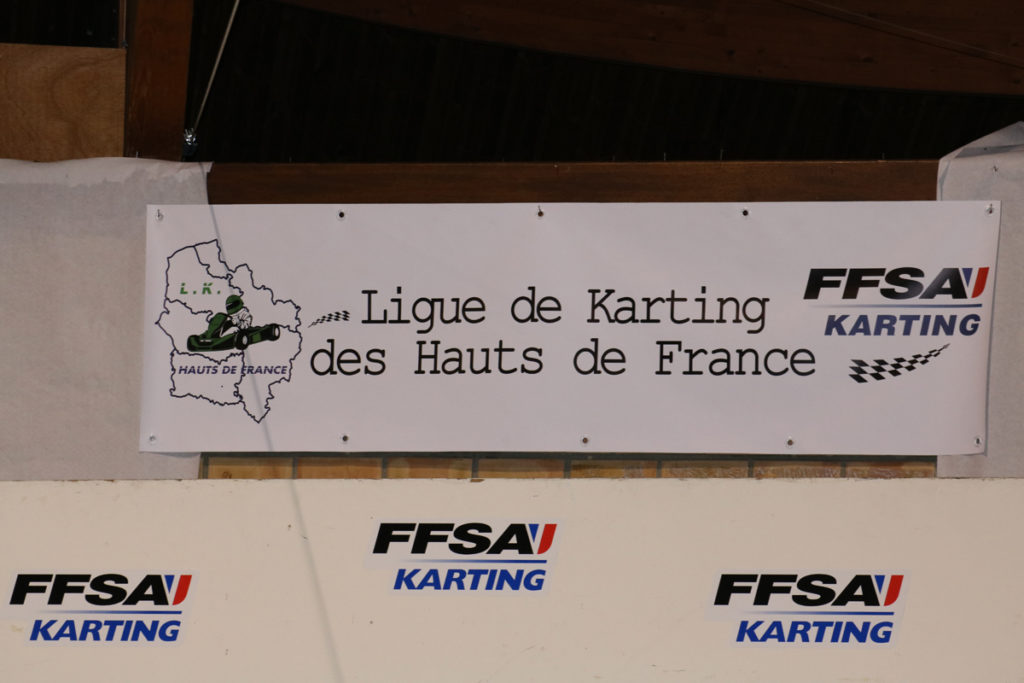 L.K.
HAUTS DE FRANCE
Ligue de Karting
des Hauts de France
FFSA
KARTING
FFSA
KARTING
FFSA
KARTING
FFSA
KARTING